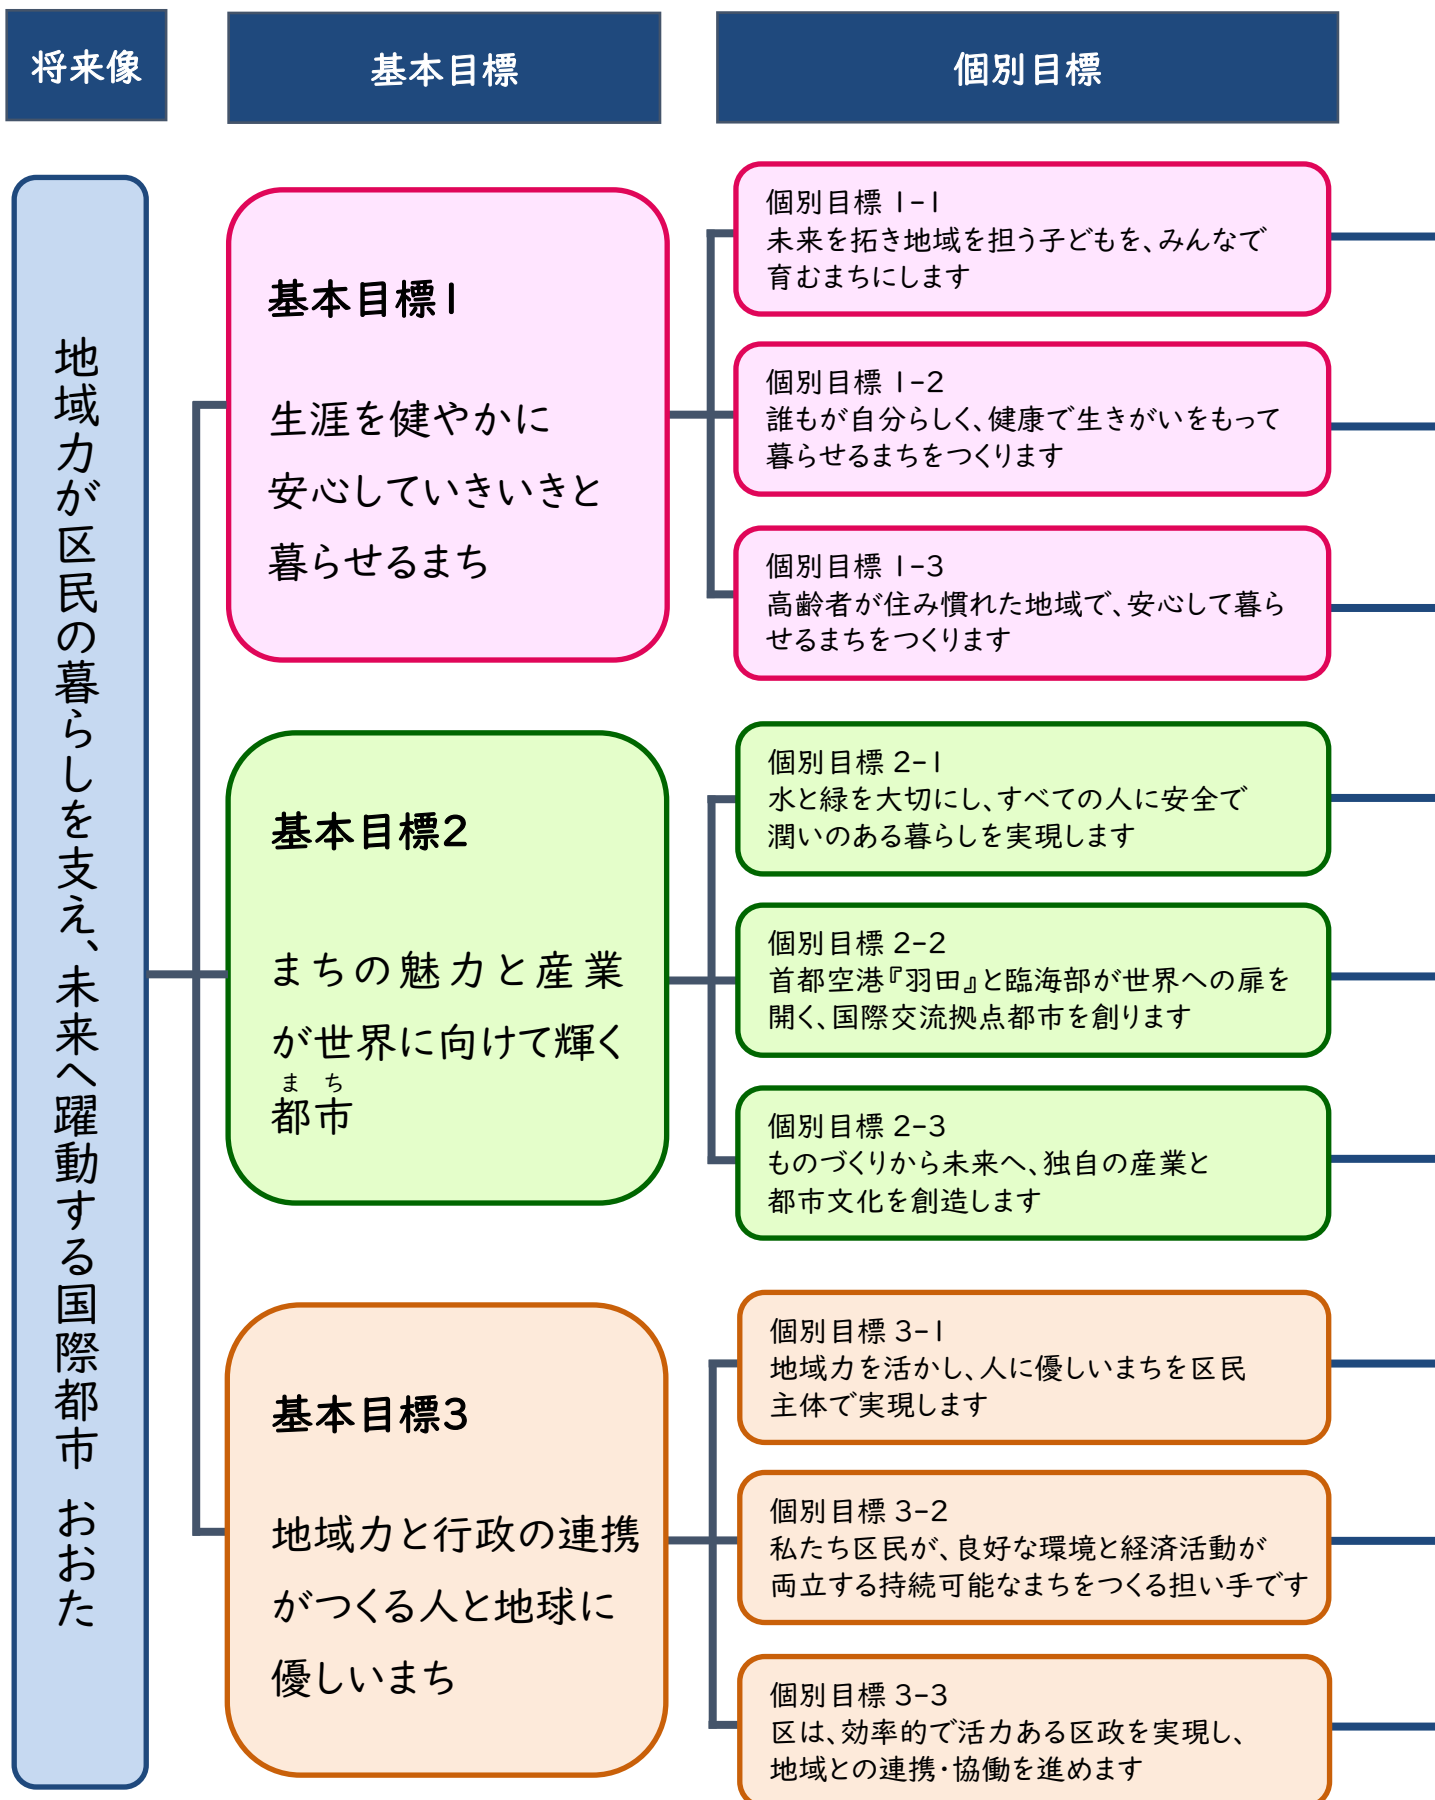 将来像
基本目標
個別目標
地域力が区民の暮らしを支え、未来へ躍動する国際都市 おおた
基本目標1
生涯を健やかに
安心していきいきと
暮らせるまち
個別目標 1-1
未来を拓き地域を担う子どもを、みんなで
育むまちにします
個別目標 1-2
誰もが自分らしく、健康で生きがいをもって
暮らせるまちをつくります
個別目標 1-3
高齢者が住み慣れた地域で、安心して暮ら
せるまちをつくります
基本目標2
まちの魅力と産業
が世界に向けて輝く
まち
都市
個別目標 2-1
水と緑を大切にし、すべての人に安全で
潤いのある暮らしを実現します
個別目標 2-2
首都空港『羽田』と臨海部が世界への扉を
開く、国際交流拠点都市を創ります
個別目標 2-3
ものづくりから未来へ、独自の産業と
都市文化を創造します
基本目標3
地域力と行政の連携
がつくる人と地球に
優しいまち
個別目標 3-1
地域力を活かし、人に優しいまちを区民
主体で実現します
個別目標 3-2
私たち区民が、良好な環境と経済活動が
両立する持続可能なまちをつくる担い手です
個別目標 3-3
区は、効率的で活力ある区政を実現し、
地域との連携・協働を進めます